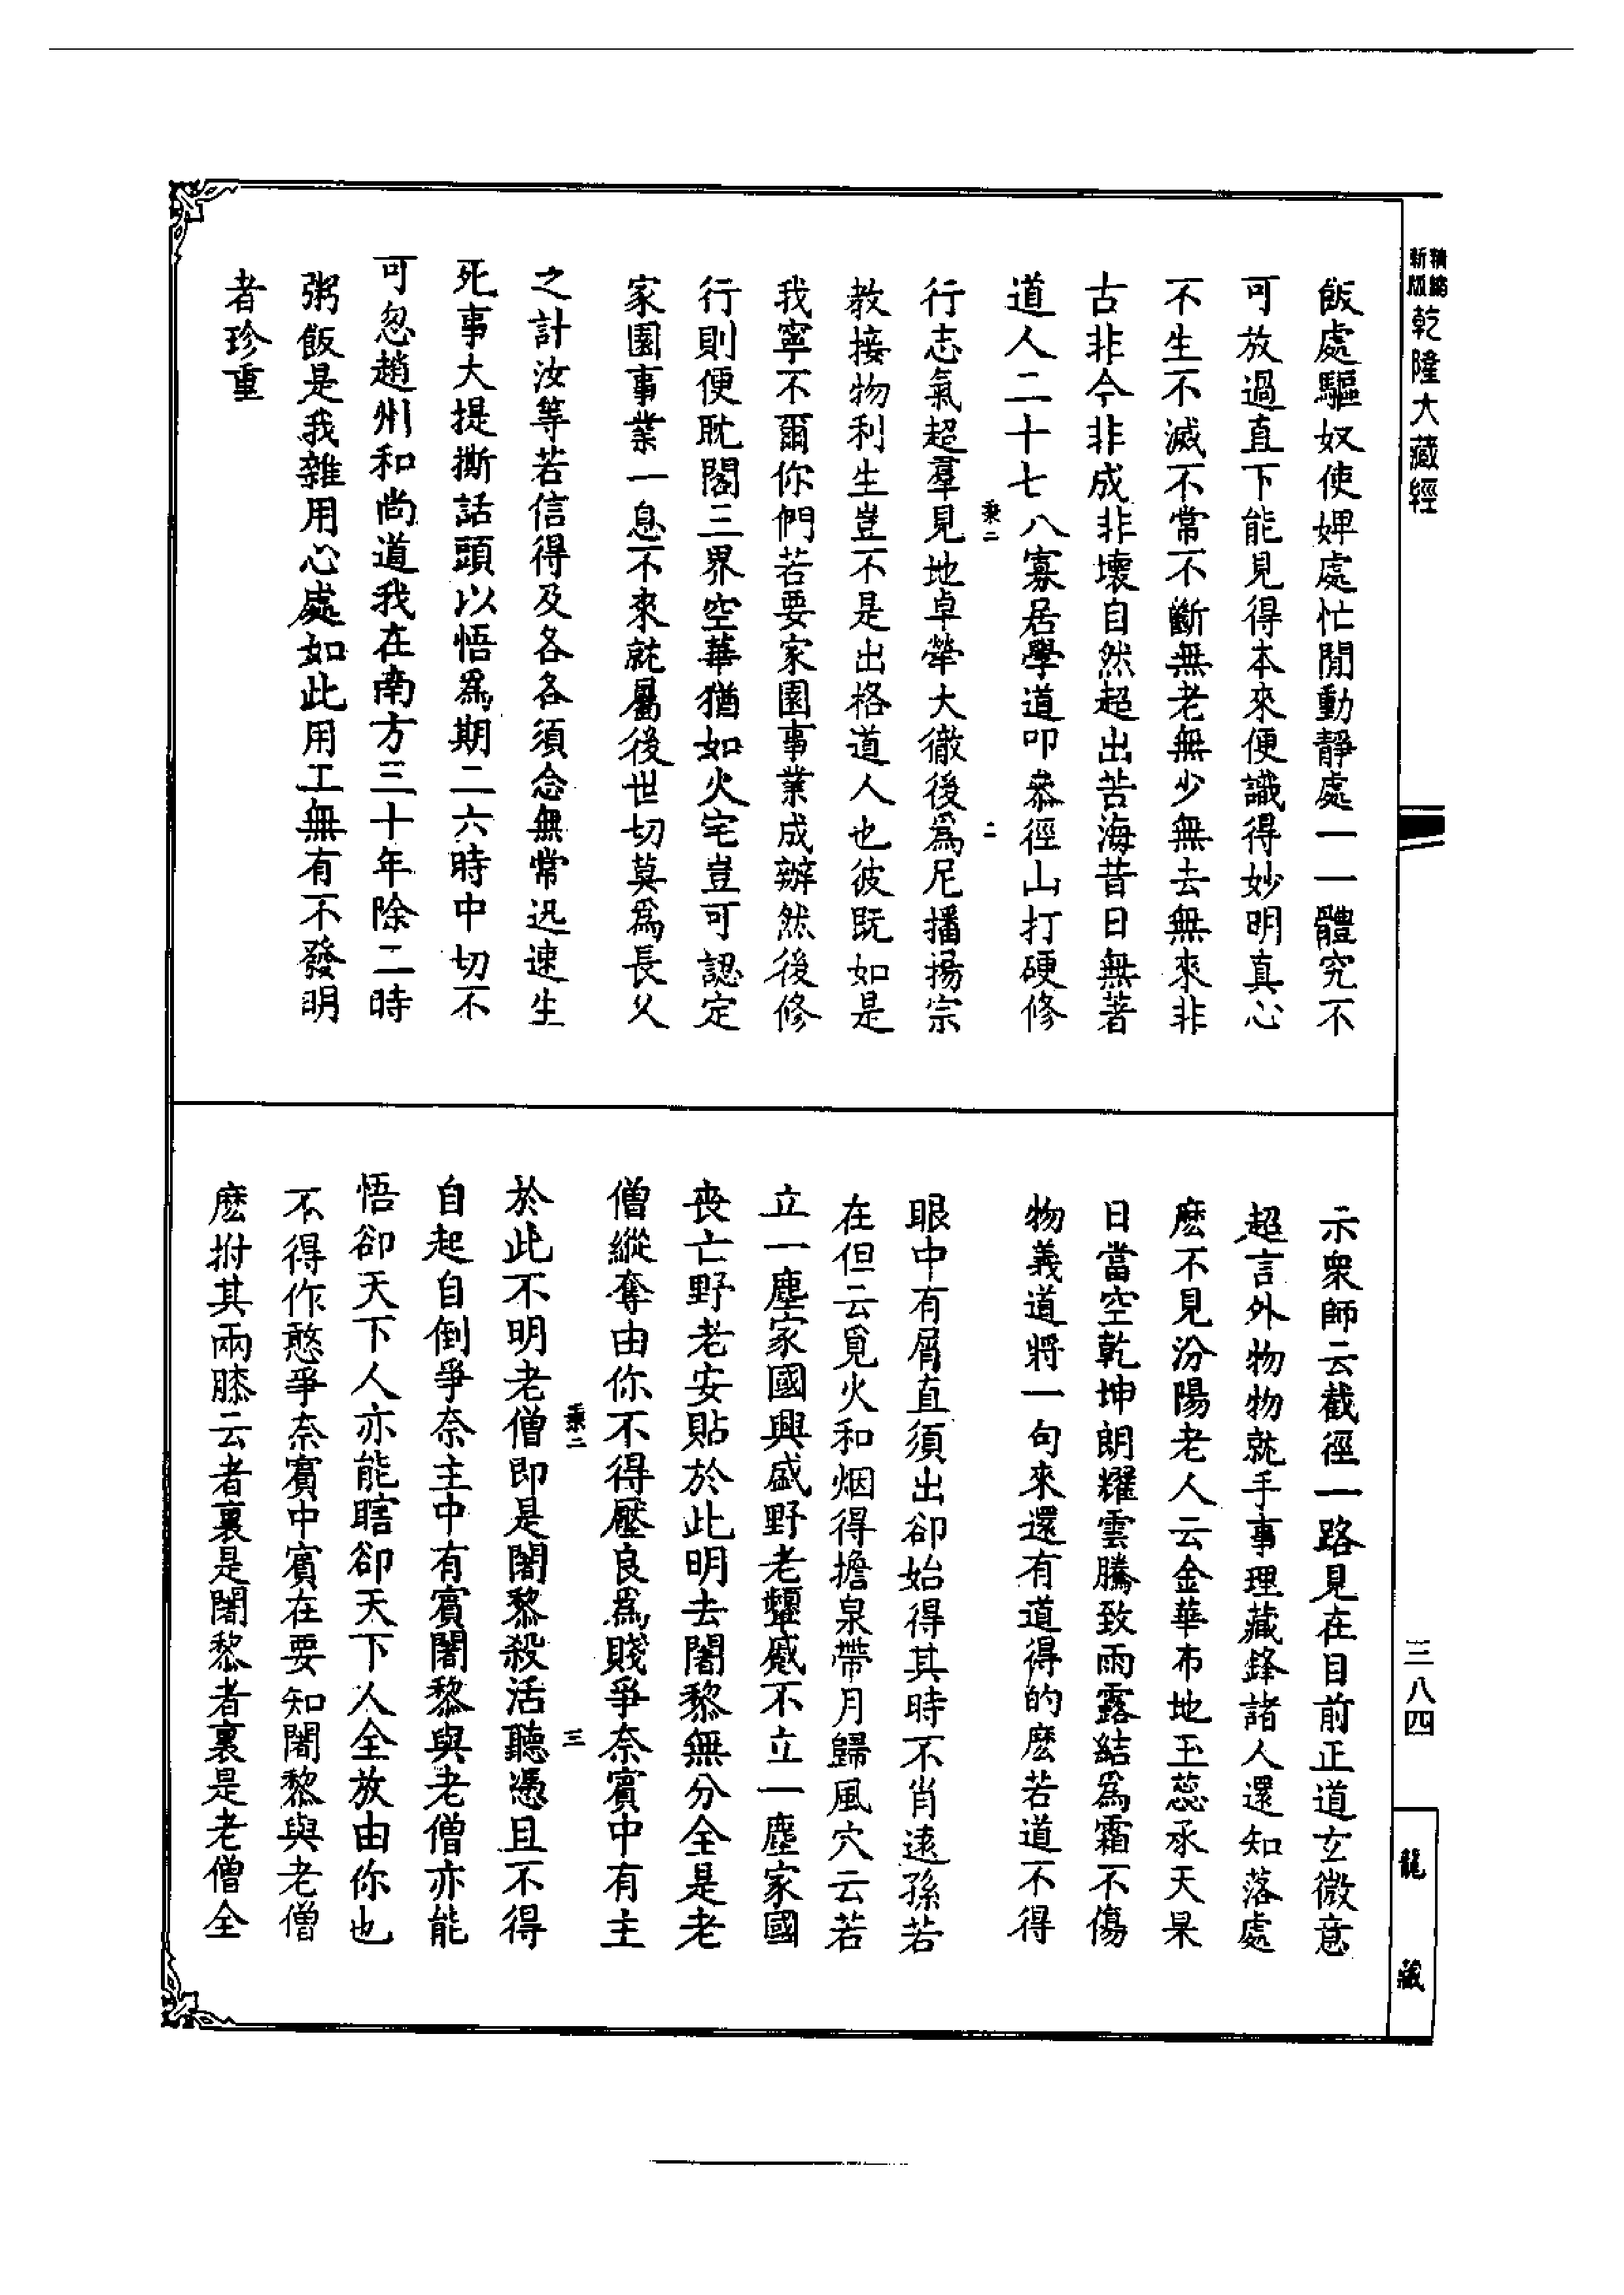 新版精縮乾隆大藏經
飯處驅奴使婢處忙閒動靜處一一體究不
可放過直下能見得本來便識得妙明真心
不生不滅不常不斷無老無少無去無來非
古非今非成非壞自然超出苦海昔日無著
道人二十七八寡居學道叩叅徑山打硬修
秉二
二
行志氣超羣見地卓犖大徹後爲尼播揚宗
教接物利生豈不是出格道人也彼既如是
我寧不爾你們若要家園事業成辦然後修
行則便耽閣三界空華猶如火宅豈可認定
家園事業一息不來就屬後世切莫爲長久
之計汝等若信得及各各須念無常迅速生
死事大提撕話頭以悟爲期二六時中切不
可忽趙州和尚道我在南方三十年除二時
粥飯是我雜用心處如此用工無有不發明
者珍重
示衆師云截徑一路見在目前正道玄微意
超言外物物就手事理藏鋒諸人還知落處
麽不見汾陽老人云金華布地玉蕊承天杲
日當空乾坤朗耀雲騰致雨露結爲霜不傷
物義道將一句來還有道得的麽若道不得
眼中有屑直須出卻始得其時不肖遠孫若
在但云覓火和烟得擔泉帶月歸風穴云若
立一塵家國興盛野老顰蹙不立一塵家國
喪亡野老安貼於此明去闍黎無分全是老
僧縱奪由你不得壓良爲賤爭奈賓中有主
秉二
三
於此不明老僧即是闍黎殺活聽憑且不得
自起自倒爭奈主中有賓闍黎與老僧亦能
悟卻天下人亦能瞎卻天下人全放由你也
不得作憨爭奈賓中賓在要知闍黎與老僧
麽拊其兩膝云者裏是闍黎者裏是老僧全
三八四
龍藏